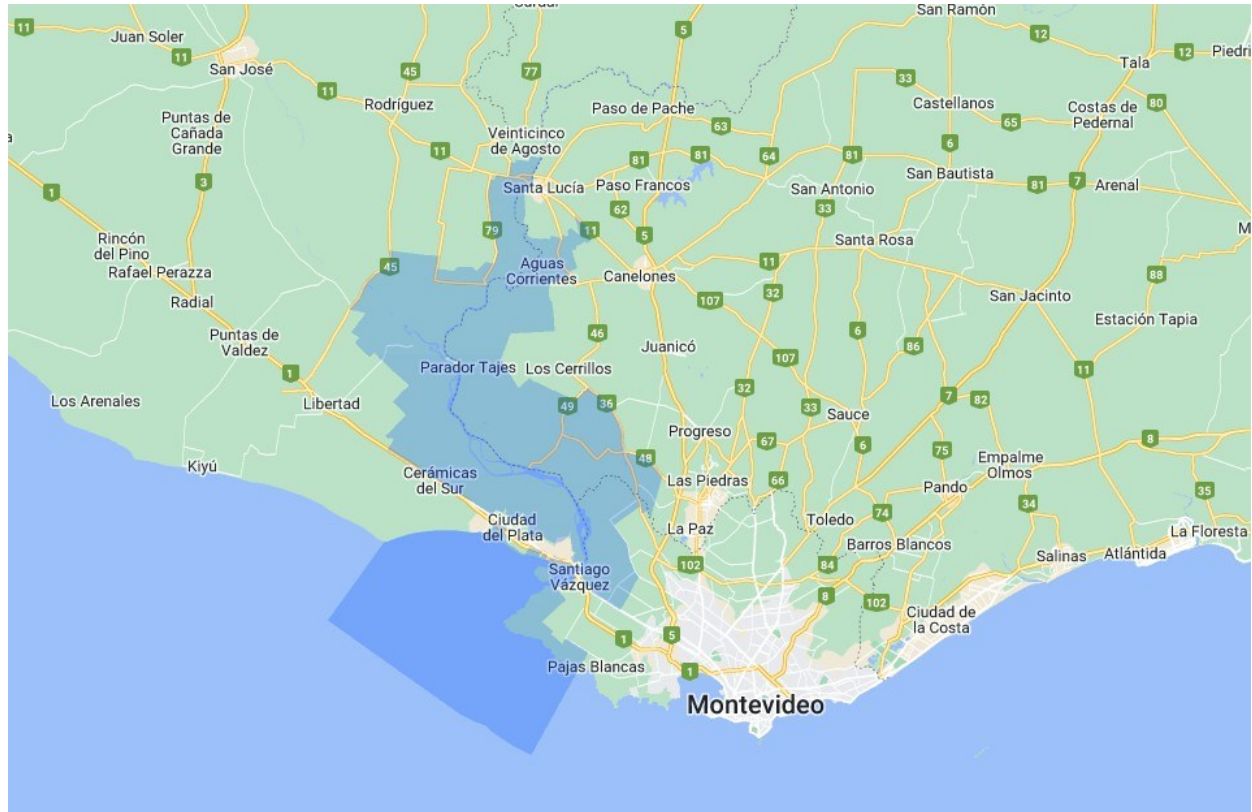 San Ramón
11
5
12
Juan Soler
Tala
12
11
San José
45
77
33
11
Rodríguez
Paso de Pache
Castellanos
Costas de
Pedernal
80
Puntas de
Cañada
Grande
63
65
Veinticinco
de Agosto
11
81
81
64
81
6
San Bautista
81
7
Arenal
1
3
Santa Lucía
Paso Francos
San Antonio
62
33
79
11
5
Rincón
del Pino
Santa Rosa
45
Aguas
Corrientes
Canelones
11
Rafael Perazza
32
88
Radial
107
San Jacinto
Puntas de
Valdez
46
6
86
Estación Tapia
Juanicó
107
1
Parador Tajes
Los Cerrillos
11
32
7
82
Los Arenales
Libertad
49
36
33
Sauce
Progreso
67
6
8
Kiyú
Cerámicas
del Sur
48
75
Empalme
Olmos
Las Piedras
66
Pando
35
Ciudad
del Plata
La Paz
Toledo
74
34
La Floresta
Barros Blancos
Salinas
Atlántida
Santiago
Vázquez
102
84
8
102
Ciudad de
la Costa
1
5
Pajas Blancas
1
Montevideo